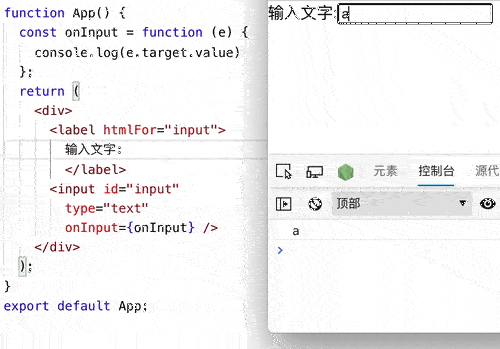 function App() {
const onInput = function (e) {
console.log(e.target.value)
};
return (
<div>
<label htmlFor="input">
输入文字:
</label>
<input id="input"
type="text"
onInput={onInput} />
</div>
);
}
export default App;
输入文字: a
元素 控制台 源代
顶部
a